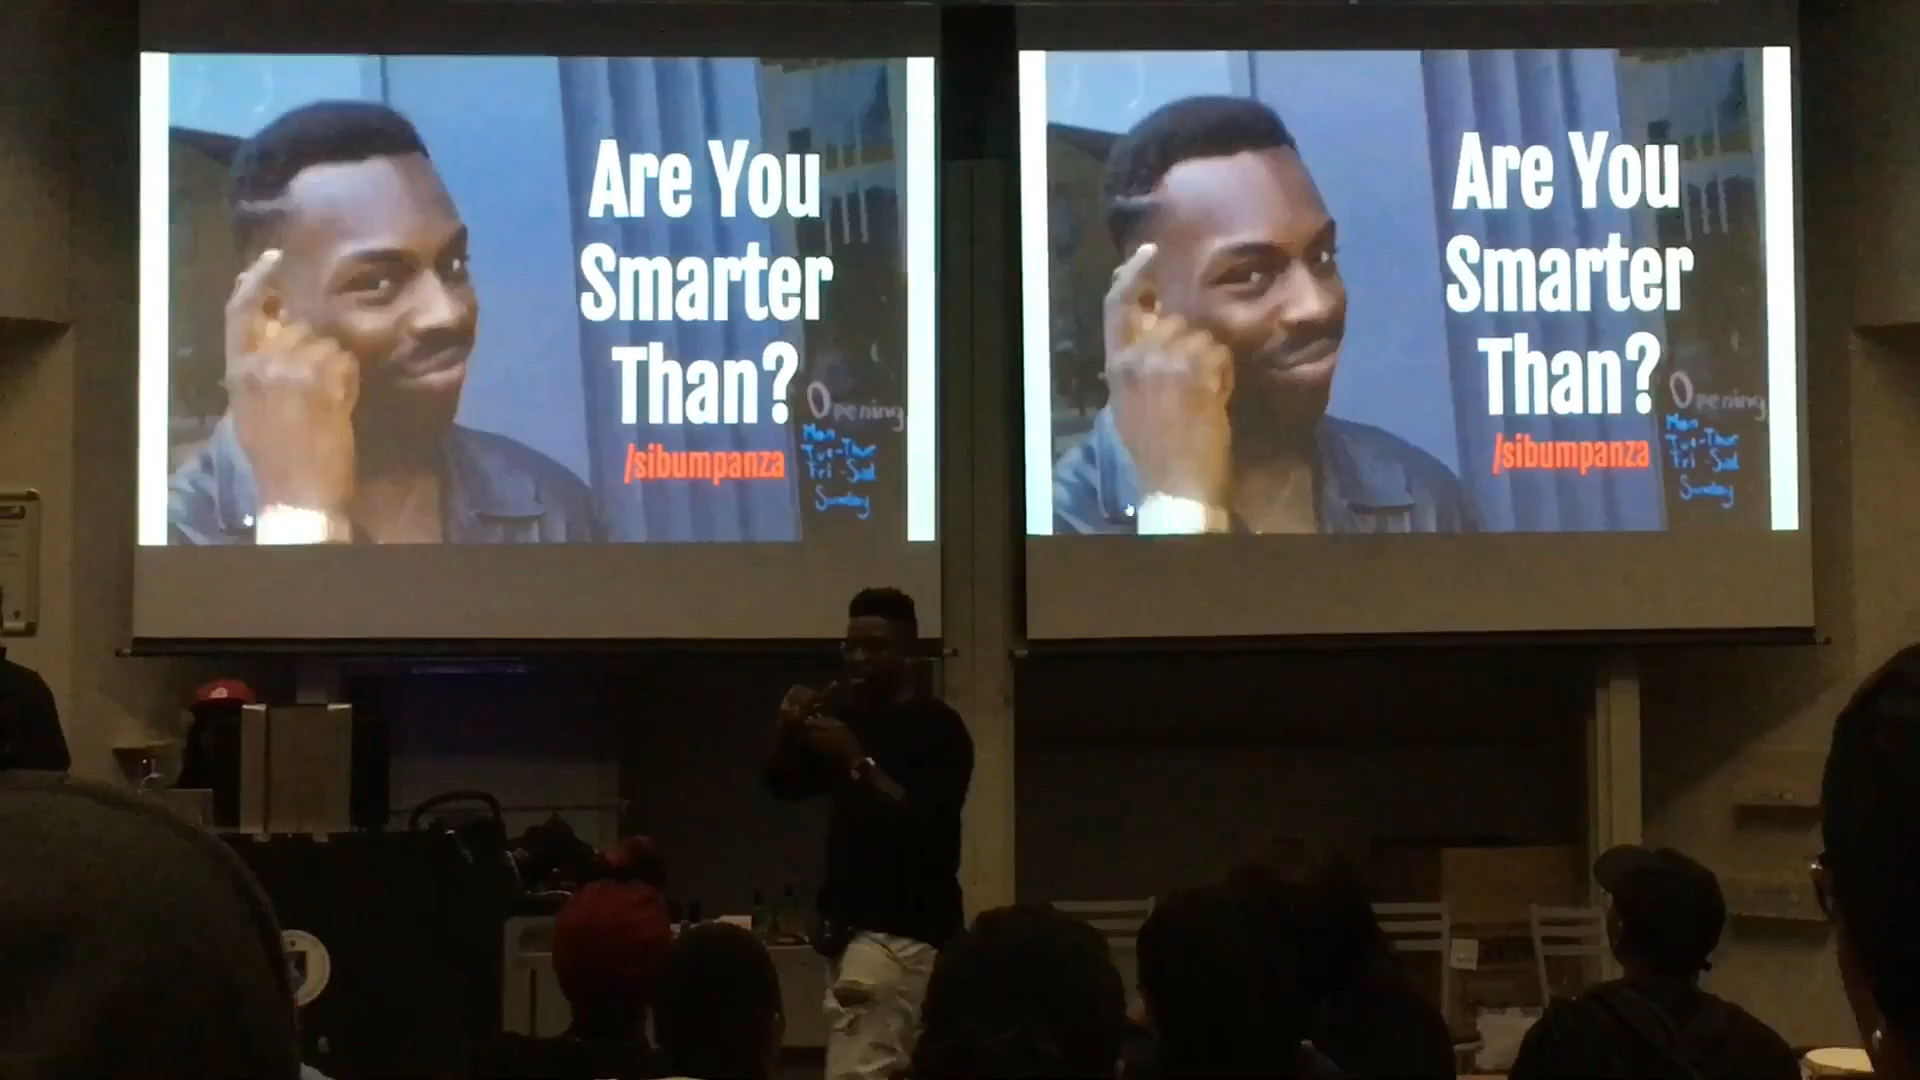 Are You
Smarter
Than?
/sibumpanza
Opening
Mon
Tue-Thur
Fri-Sat
Sunday
Are You
Smarter
Than?
/sibumpanza
Opening
Mon
Tue-Thur
Fri-Sat
Sunday